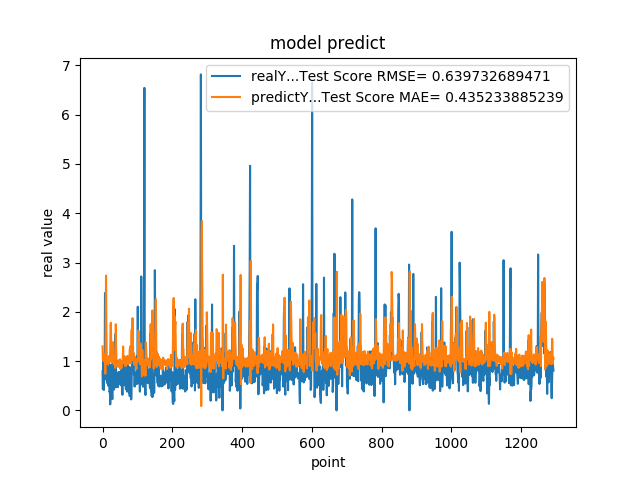 model predict
realY...Test Score RMSE= 0.639732689471
predictY...Test Score MAE= 0.435233885239
real value
7
6
5
4
3
2
1
0
0 200 400 600 800 1000 1200
point